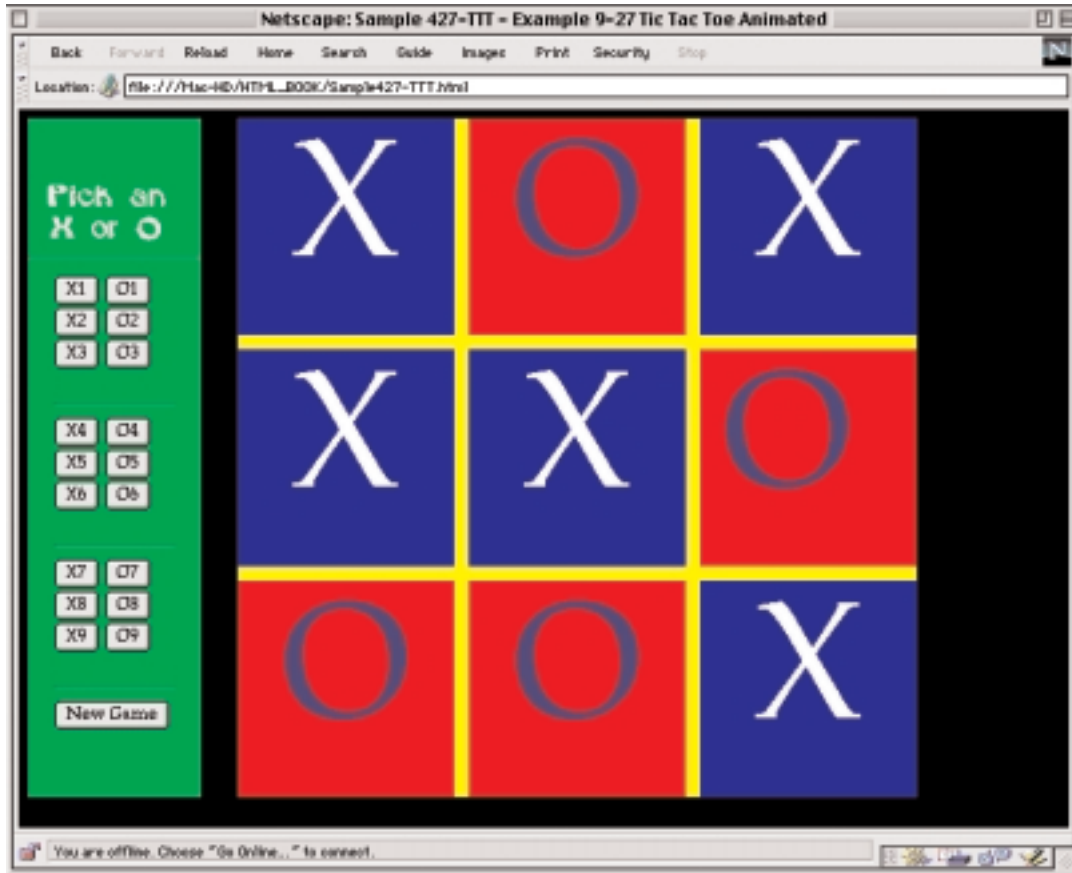 Netscape: Sample 427-TTT - Example 9-27 Tic Tac Toe Animated
Back Forward Reload Home Search Guide Images Print Security Stop
N
Location: file:///Mac-HD/HTML_BOOK/Sample427-TTT.html
Pick an
X or O
X1 O1
X2 O2
X3 O3
X4 O4
X5 O5
X6 O6
X7 O7
X8 O8
X9 O9
New Game
X O X
X X O
O O X
You are offline. Choose "Go Online..." to connect.